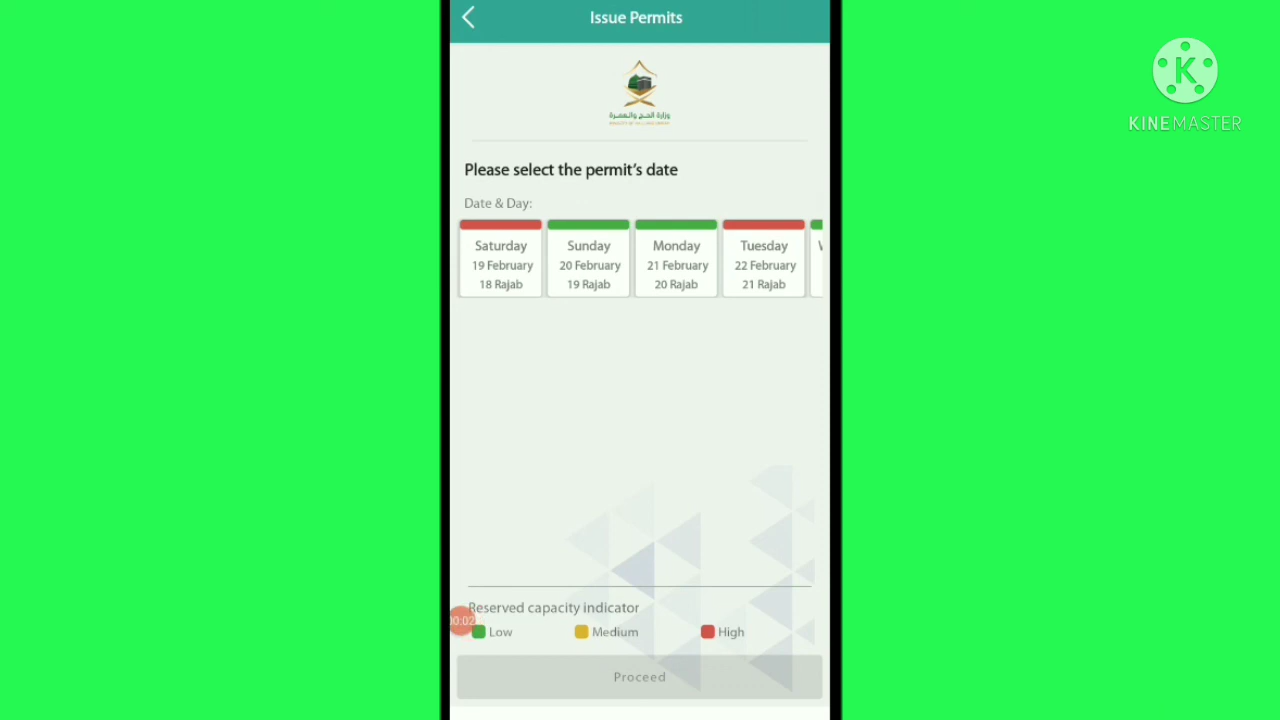 Issue Permits
KINEMASTER
وزارة الحج والعمرة
Please select the permit's date
Date & Day:
Saturday
19 February
18 Rajab
Sunday
20 February
19 Rajab
Monday
21 February
20 Rajab
Tuesday
22 February
21 Rajab
Reserved capacity indicator
00:02
Low
Medium
High
Proceed